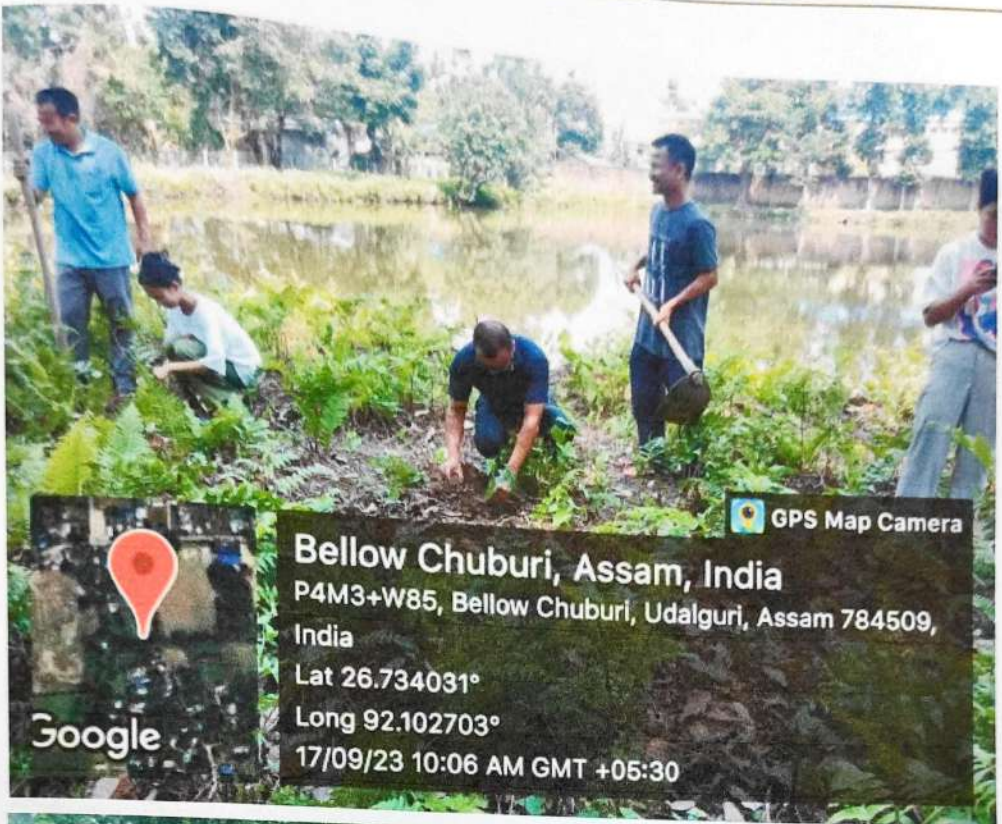 GPS Map Camera
Bellow Chuburi, Assam, India
P4M3+W85, Bellow Chuburi, Udalguri, Assam 784509,
India
Lat 26.734031°
Long 92.102703°
17/09/23 10:06 AM GMT +05:30
Google